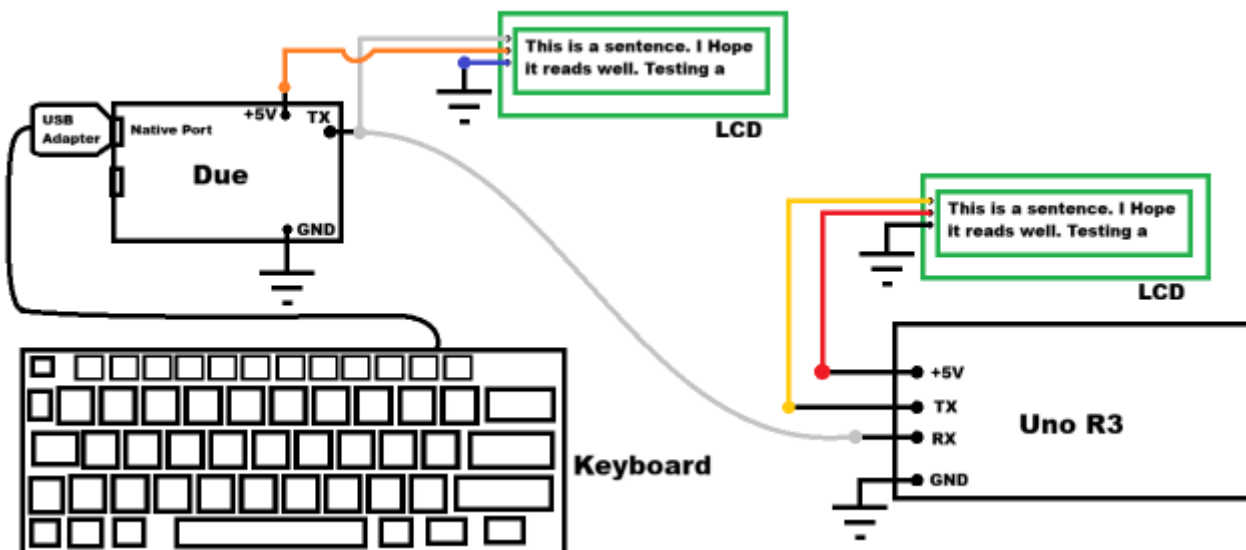 This is a sentence. I Hope
it reads well. Testing a
LCD
USB
Adapter
Native Port
+5V
TX
Due
GND
This is a sentence. I Hope
it reads well. Testing a
LCD
+5V
TX
RX
GND
Uno R3
Keyboard